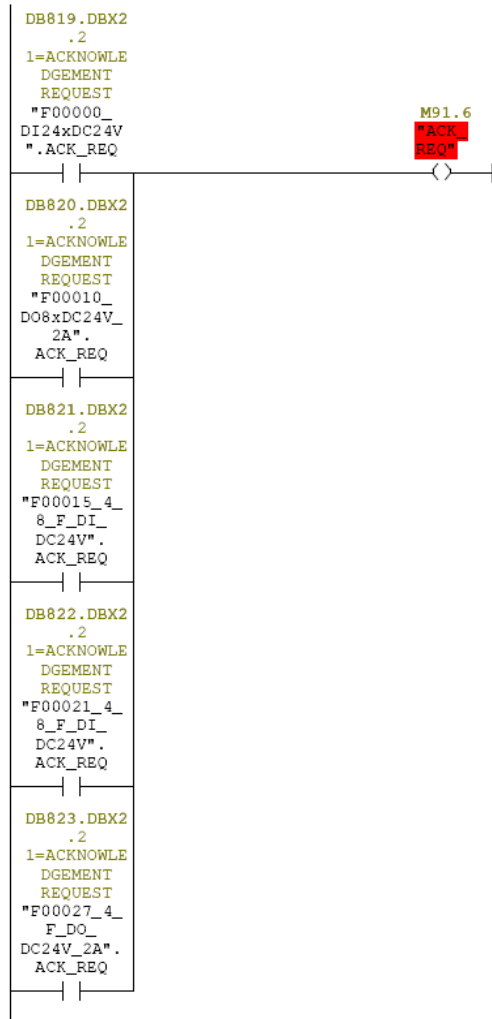 DB819.DBX2
.2
1=ACKNOWLE
DGEMENT
REQUEST
"F00000_
DI24xDC24V
".ACK_REQ
M91.6
"ACK_
REQ"
DB820.DBX2
.2
1=ACKNOWLE
DGEMENT
REQUEST
"F00010_
DO8xDC24V_
2A".
ACK_REQ
DB821.DBX2
.2
1=ACKNOWLE
DGEMENT
REQUEST
"F00015_4_
8_F_DI_
DC24V".
ACK_REQ
DB822.DBX2
.2
1=ACKNOWLE
DGEMENT
REQUEST
"F00021_4_
8_F_DI_
DC24V".
ACK_REQ
DB823.DBX2
.2
1=ACKNOWLE
DGEMENT
REQUEST
"F00027_4_
F_DO_
DC24V_2A".
ACK_REQ